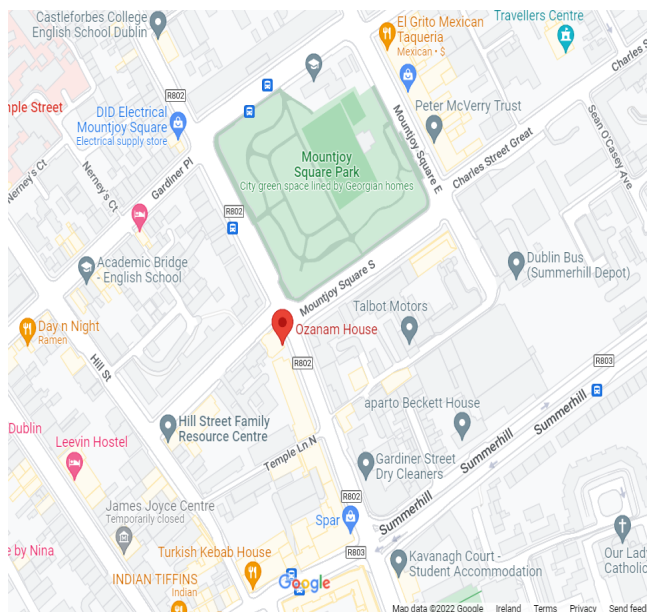 Castleforbes College
English School Dublin
El Grito Mexican
Taqueria
Mexican • $
Travellers Centre
Charles S
R802
mple Street
DID Electrical
Mountjoy Square
Electrical supply store
Peter McVerry Trust
Mountjoy Square E
Charles Street Great
Sean O'Casey Ave
Mountjoy
Square Park
City green space lined by Georgian homes
Nerney's Ct
Nerney's Ct
Gardiner Pl
R802
Academic Bridge
- English School
Dublin Bus
(Summerhill Depot)
Mountjoy Square S
Talbot Motors
Ozanam House
Day n Night
Ramen
Hill St
R802
R803
aparto Beckett House
Summerhill
Summerhill
Dublin
Leevin Hostel
Hill Street Family
Resource Centre
Temple Ln N
Gardiner Street
Dry Cleaners
R802
Summerhill
James Joyce Centre
Temporarily closed
Spar
e by Nina
Turkish Kebab House
R803
Kavanagh Court -
Student Accommodation
Our Lady
Catholic
INDIAN TIFFINS
Indian
Google
Map data ©2022 Google Ireland Terms Privacy Send feed